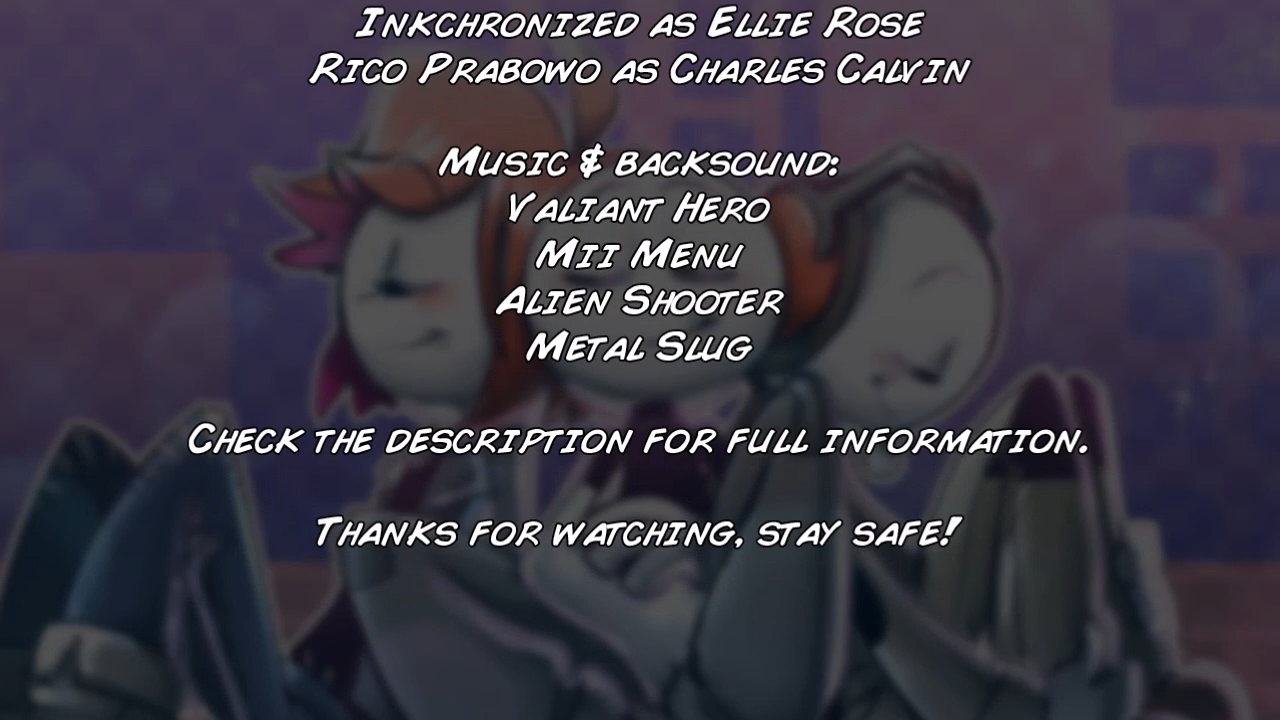 Inkchronized as Ellie Rose
Rico Prabowo as Charles Calvin
Music & backsound:
Valiant Hero
Mii Menu
Alien Shooter
Metal Slug
Check the description for full information.
Thanks for watching, stay safe!